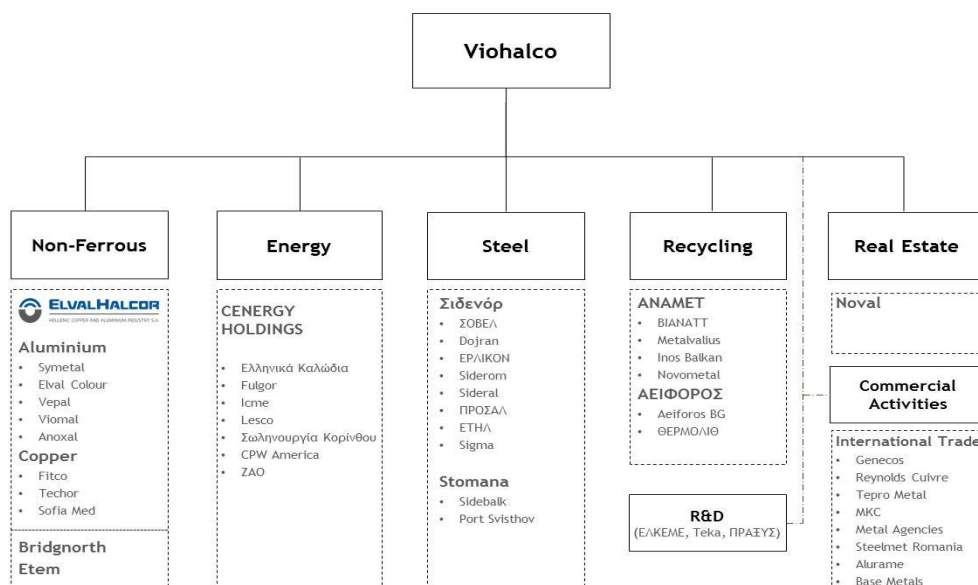 Viohalco
Non-Ferrous
Energy
Steel
Recycling
Real Estate
ELVALHALCOR
HELLENIC COPPER AND ALUMINIUM INDUSTRY S.A.
Aluminium
• Symetal
• Elval Colour
• Vepal
• Viomal
• Anoxal
Copper
• Fitco
• Techor
• Sofia Med
Bridgnorth
Etem
CENERGY
HOLDINGS
• Ελληνικά Καλώδια
• Fulgor
• Icme
• Lesco
• Σωληνουργία Κορίνθου
• CPW America
• ZAO
Σιδενόρ
• ΣΟΒΕΛ
• Dojran
• ΕΡΛΙΚΟΝ
• Siderom
• Sideral
• ΠΡΟΣΑΛ
• ΕΤΗΛ
• Sigma
Stomana
• Sidebalk
• Port Svisthov
ΑΝΑΜΕΤ
• ΒΙΑΝΑΤΤ
• Metalvalius
• Inos Balkan
• Novometal
ΑΕΙΦΟΡΟΣ
• Aeiforos BG
• ΘΕΡΜΟΛΙΘ
R&D
(ΕΛΚΕΜΕ, Teka, ΠΡΑΞΥΣ)
Noval
Commercial
Activities
International Trade
• Genecos
• Reynolds Cuivre
• Tepro Metal
• MKC
• Metal Agencies
• Steelmet Romania
• Alurame
• Base Metals